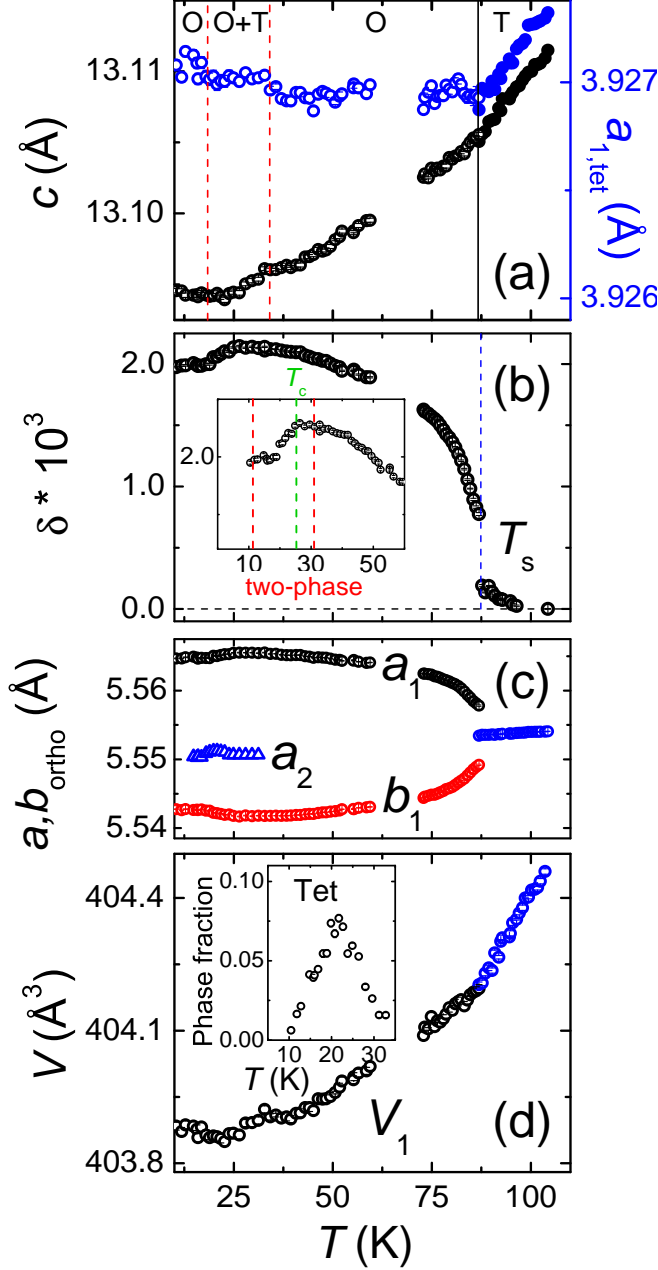 O O+T O T
13.11
13.10
c (Å)
3.927
3.926
a1,tet (Å)
(a)
2.0
1.0
0.0
δ * 10^3
(b)
Tc
2.0
10 30 50
two-phase
Ts
5.56
5.55
5.54
a,bortho (Å)
a1
(c)
a2
b1
404.4
404.1
403.8
V (Å3)
0.10
0.05
0.00
Phase fraction
Tet
10 20 30
T (K)
V1
(d)
25 50 75 100
T (K)